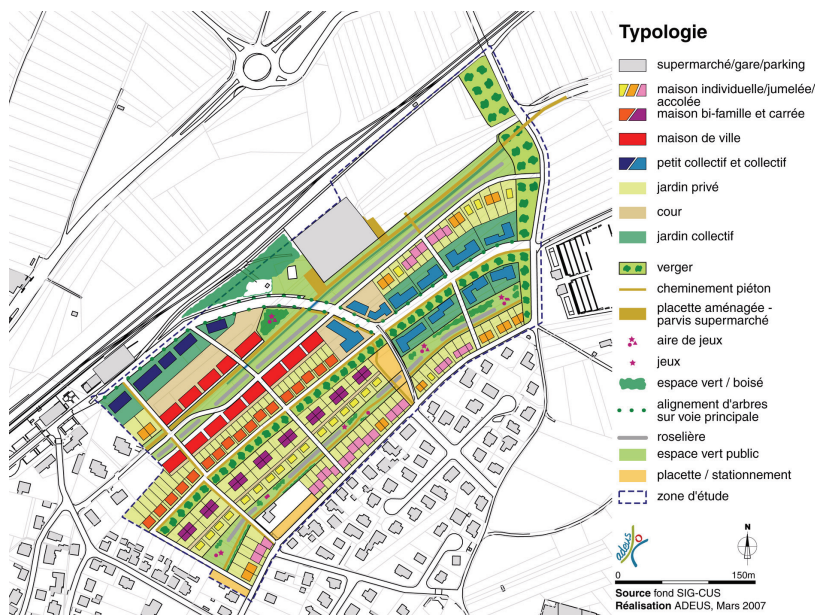 Typologie
supermarché/gare/parking
maison individuelle/jumelée/
accolée
maison bi-famille et carrée
maison de ville
petit collectif et collectif
jardin privé
cour
jardin collectif
verger
cheminement piéton
placette aménagée -
parvis supermarché
aire de jeux
jeux
espace vert / boisé
alignement d'arbres
sur voie principale
roselière
espace vert public
placette / stationnement
zone d'étude
adeus
N
0 150m
Source fond SIG-CUS
Réalisation ADEUS, Mars 2007